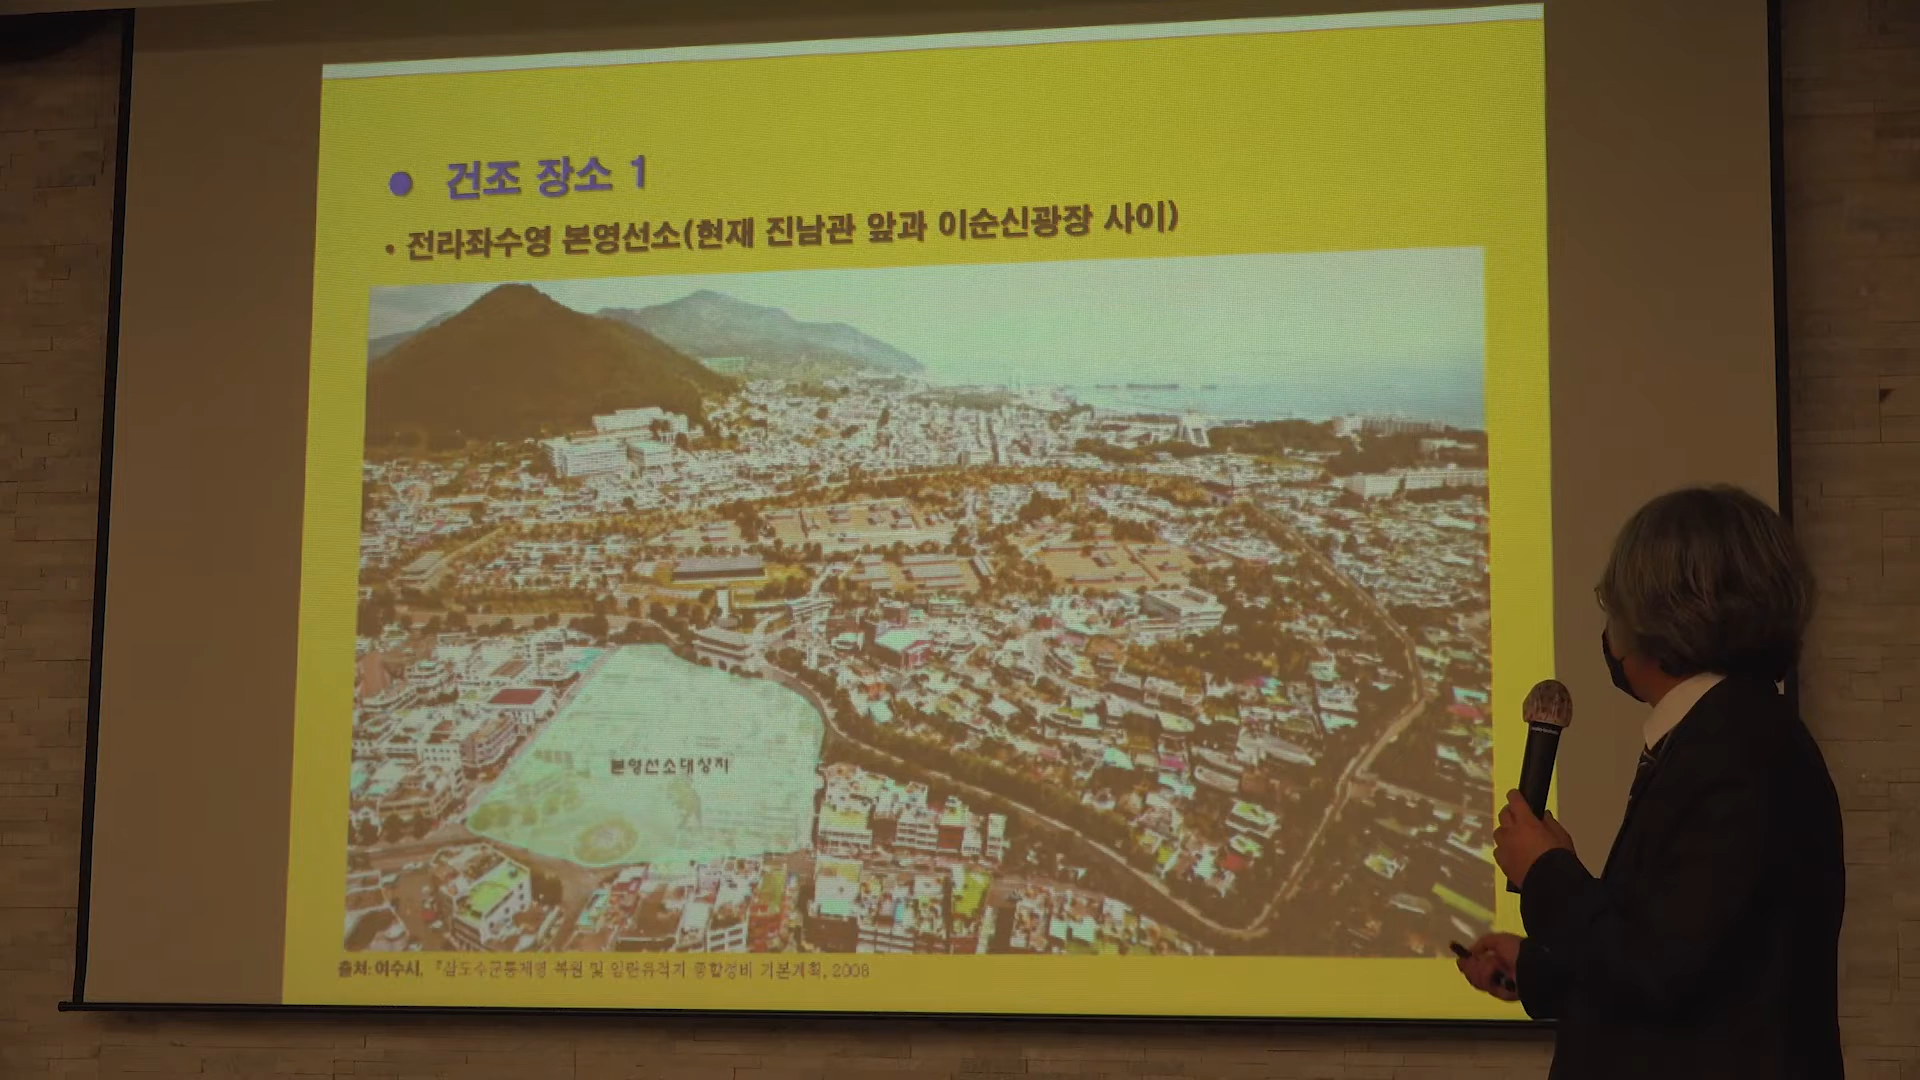 ● 건조 장소 1
• 전라좌수영 본영선소(현재 진남관 앞과 이순신광장 사이)
본영선소대상지
출처: 여수시, 『삼도수군통제영 복원 및 임란유적지 종합정비 기본계획, 2008